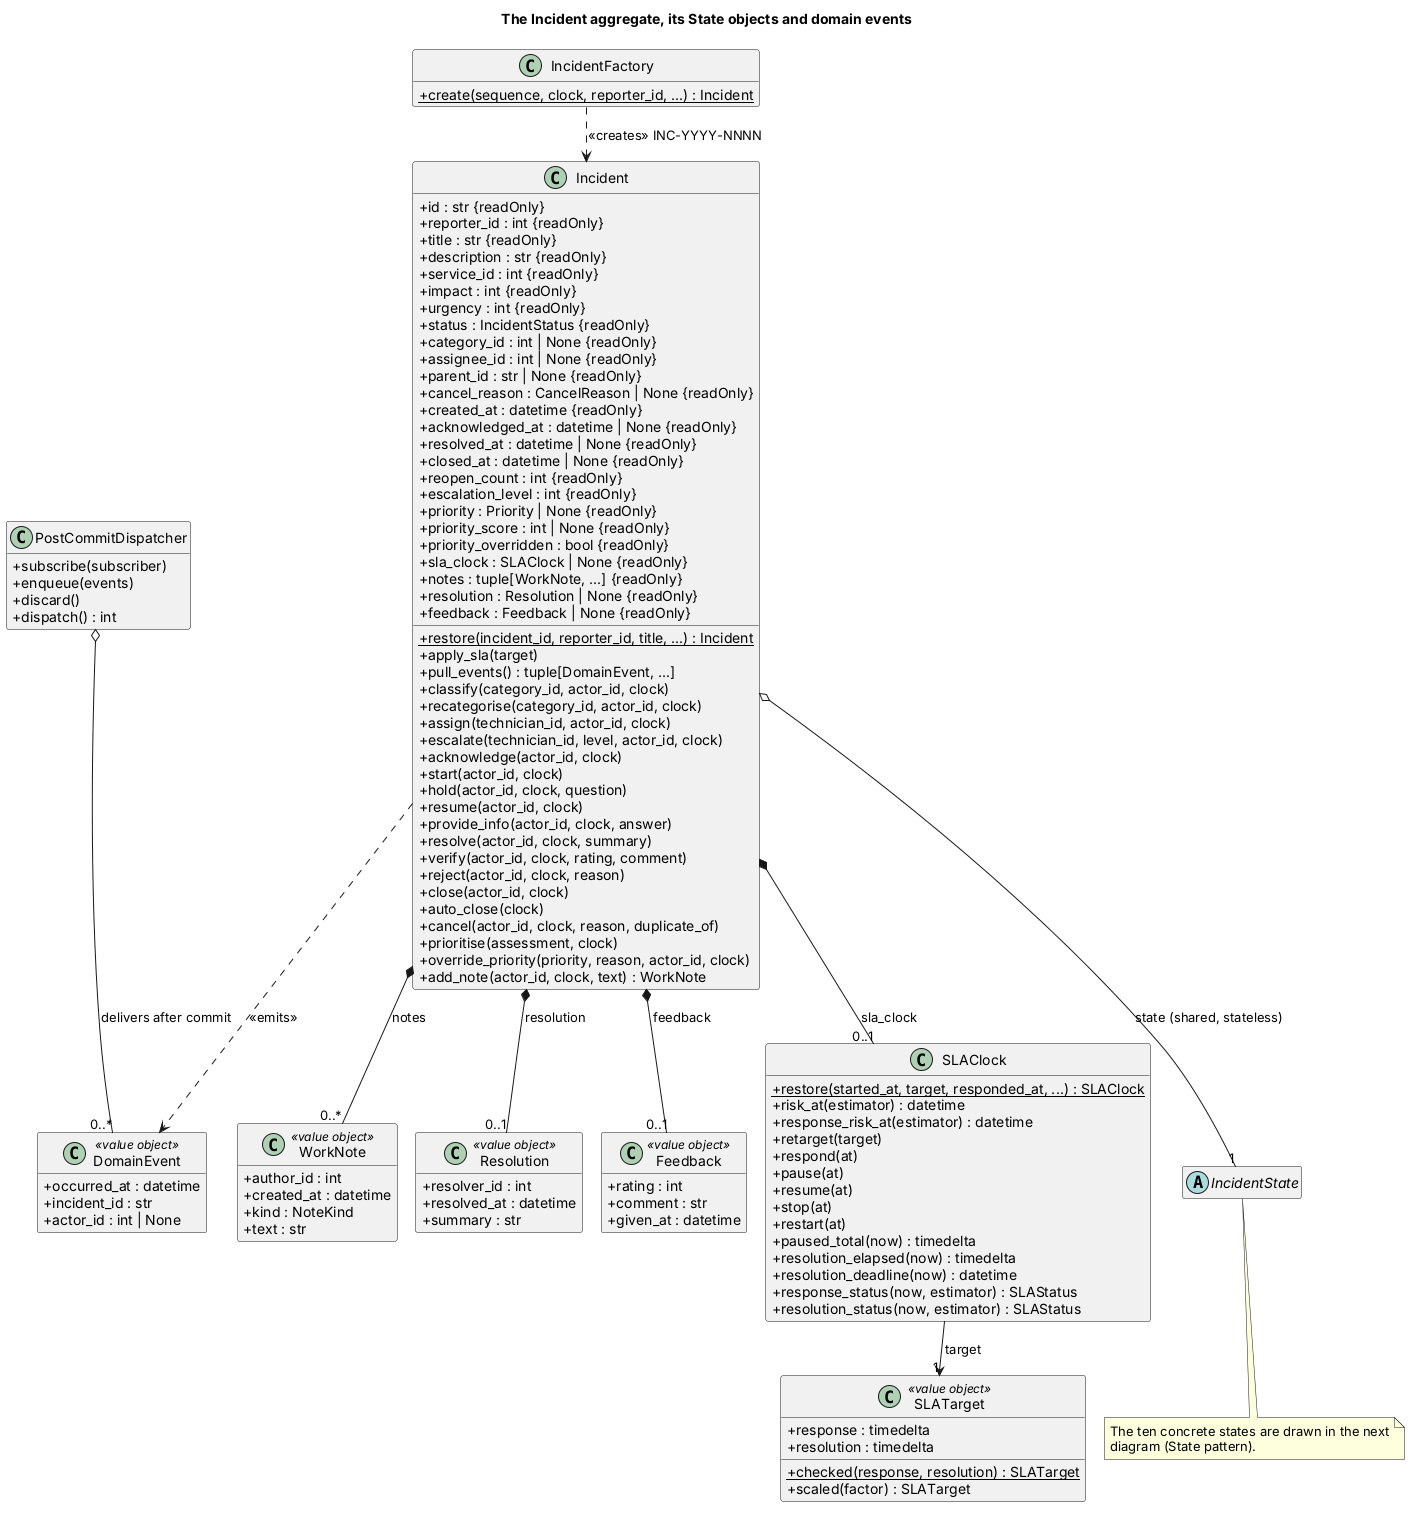 The Incident aggregate, its State objects and domain events
C IncidentFactory
+create(sequence, clock, reporter_id, ...) : Incident
«creates» INC-YYYY-NNNN
C Incident
+id : str {readOnly}
+reporter_id : int {readOnly}
+title : str {readOnly}
+description : str {readOnly}
+service_id : int {readOnly}
+impact : int {readOnly}
+urgency : int {readOnly}
+status : IncidentStatus {readOnly}
+category_id : int | None {readOnly}
+assignee_id : int | None {readOnly}
+parent_id : str | None {readOnly}
+cancel_reason : CancelReason | None {readOnly}
+created_at : datetime {readOnly}
+acknowledged_at : datetime | None {readOnly}
+resolved_at : datetime | None {readOnly}
+closed_at : datetime | None {readOnly}
+reopen_count : int {readOnly}
+escalation_level : int {readOnly}
+priority : Priority | None {readOnly}
+priority_score : int | None {readOnly}
+priority_overridden : bool {readOnly}
+sla_clock : SLAClock | None {readOnly}
+notes : tuple[WorkNote, ...] {readOnly}
+resolution : Resolution | None {readOnly}
+feedback : Feedback | None {readOnly}
+restore(incident_id, reporter_id, title, ...) : Incident
+apply_sla(target)
+pull_events() : tuple[DomainEvent, ...]
+classify(category_id, actor_id, clock)
+recategorise(category_id, actor_id, clock)
+assign(technician_id, actor_id, clock)
+escalate(technician_id, level, actor_id, clock)
+acknowledge(actor_id, clock)
+start(actor_id, clock)
+hold(actor_id, clock, question)
+resume(actor_id, clock)
+provide_info(actor_id, clock, answer)
+resolve(actor_id, clock, summary)
+verify(actor_id, clock, rating, comment)
+reject(actor_id, clock, reason)
+close(actor_id, clock)
+auto_close(clock)
+cancel(actor_id, clock, reason, duplicate_of)
+prioritise(assessment, clock)
+override_priority(priority, reason, actor_id, clock)
+add_note(actor_id, clock, text) : WorkNote
C PostCommitDispatcher
+subscribe(subscriber)
+enqueue(events)
+discard()
+dispatch() : int
delivers after commit
«emits»
notes
resolution
feedback
sla_clock
state (shared, stateless)
0..*
0..*
0..1
0..1
0..1
1
C «value object»
DomainEvent
+occurred_at : datetime
+incident_id : str
+actor_id : int | None
C «value object»
WorkNote
+author_id : int
+created_at : datetime
+kind : NoteKind
+text : str
C «value object»
Resolution
+resolver_id : int
+resolved_at : datetime
+summary : str
C «value object»
Feedback
+rating : int
+comment : str
+given_at : datetime
C SLAClock
+restore(started_at, target, responded_at, ...) : SLAClock
+risk_at(estimator) : datetime
+response_risk_at(estimator) : datetime
+retarget(target)
+respond(at)
+pause(at)
+resume(at)
+stop(at)
+restart(at)
+paused_total(now) : timedelta
+resolution_elapsed(now) : timedelta
+resolution_deadline(now) : datetime
+response_status(now, estimator) : SLAStatus
+resolution_status(now, estimator) : SLAStatus
A IncidentState
target
1
C «value object»
SLATarget
+response : timedelta
+resolution : timedelta
+checked(response, resolution) : SLATarget
+scaled(factor) : SLATarget
The ten concrete states are drawn in the next
diagram (State pattern).